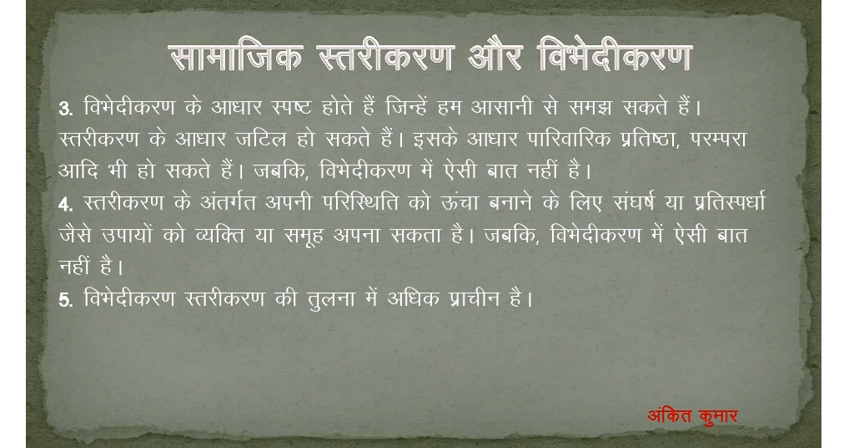 सामाजिक स्तरीकरण और विभेदीकरण
3. विभेदीकरण के आधार स्पष्ट होते हैं जिन्हें हम आसानी से समझ सकते हैं।
स्तरीकरण के आधार जटिल हो सकते हैं। इसके आधार पारिवारिक प्रतिष्ठा, परम्परा
आदि भी हो सकते हैं। जबकि, विभेदीकरण में ऐसी बात नहीं है।
4. स्तरीकरण के अंतर्गत अपनी परिस्थिति को ऊंचा बनाने के लिए संघर्ष या प्रतिस्पर्धा
जैसे उपायों को व्यक्ति या समूह अपना सकता है। जबकि, विभेदीकरण में ऐसी बात
नहीं है।
5. विभेदीकरण स्तरीकरण की तुलना में अधिक प्राचीन है।
अंकित कुमार